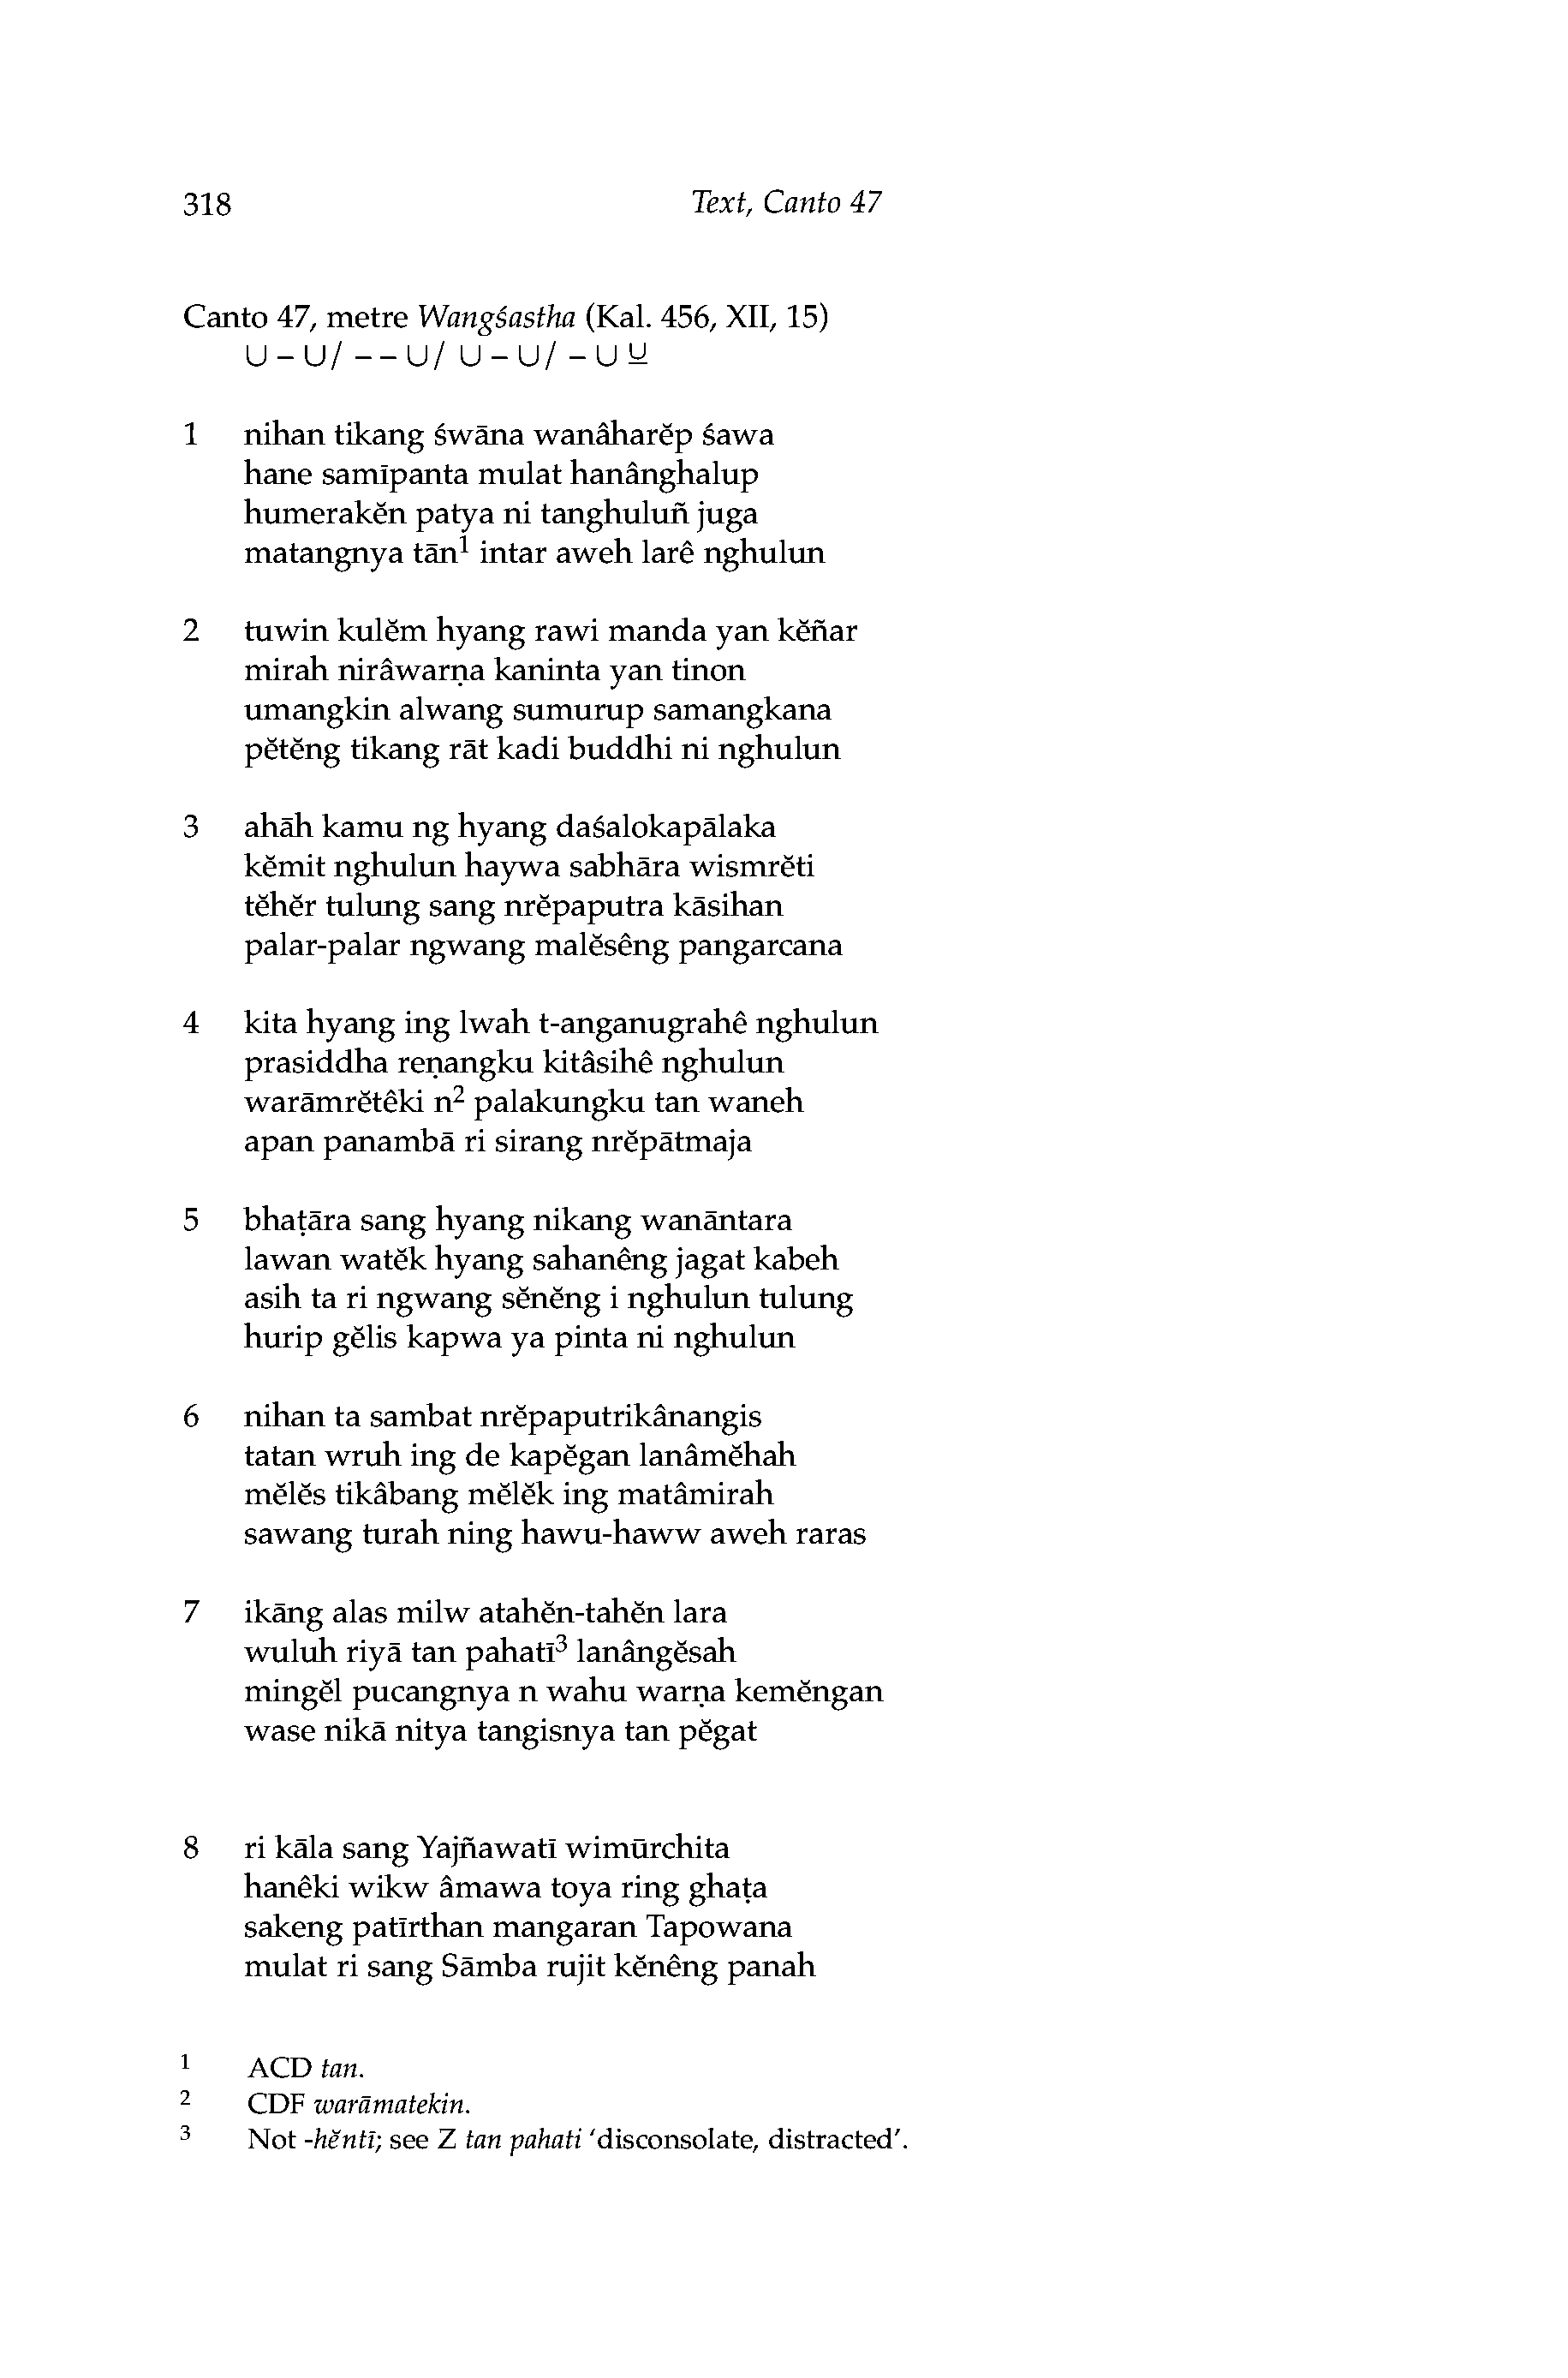 318 Text, Canto 47
Canto 47, metre Wangśastha (Kal. 456, XII, 15)
∪ – ∪/ – – ∪/ ∪ – ∪/ – ∪ ⊻
1 nihan tikang śwāna wanâharĕp śawa
hane samīpanta mulat hanânghalup
humerakĕn patya ni tanghuluñ juga
matangnya tān¹ intar aweh larê nghulun
2 tuwin kulĕm hyang rawi manda yan kĕñar
mirah nirâwarṇa kaninta yan tinon
umangkin alwang sumurup samangkana
pĕtĕng tikang rāt kadi buddhi ni nghulun
3 ahāh kamu ng hyang daśalokapālaka
kĕmit nghulun haywa sabhāra wismrĕti
tĕhĕr tulung sang nrĕpaputra kāsihan
palar-palar ngwang malĕsêng pangarcana
4 kita hyang ing lwah t-anganugrahê nghulun
prasiddha reṇangku kitâsihê nghulun
warāmrĕtêki n² palakungku tan waneh
apan panambā ri sirang nrĕpātmaja
5 bhaṭāra sang hyang nikang wanāntara
lawan watĕk hyang sahanêng jagat kabeh
asih ta ri ngwang sĕnĕng i nghulun tulung
hurip gĕlis kapwa ya pinta ni nghulun
6 nihan ta sambat nrĕpaputrikânangis
tatan wruh ing de kapĕgan lanâmĕhah
mĕlĕs tikâbang mĕlĕk ing matâmirah
sawang turah ning hawu-haww aweh raras
7 ikāng alas milw atahĕn-tahĕn lara
wuluh riyā tan pahatī³ lanângĕsah
mingĕl pucangnya n wahu warṇa kemĕngan
wase nikā nitya tangisnya tan pĕgat
8 ri kāla sang Yajñawatī wimūrchita
hanêki wikw âmawa toya ring ghaṭa
sakeng patīrthan mangaran Tapowana
mulat ri sang Sāmba rujit kĕnêng panah
1 ACD tan.
2 CDF warāmatekin.
3 Not -hĕntī; see Z tan pahati 'disconsolate, distracted'.